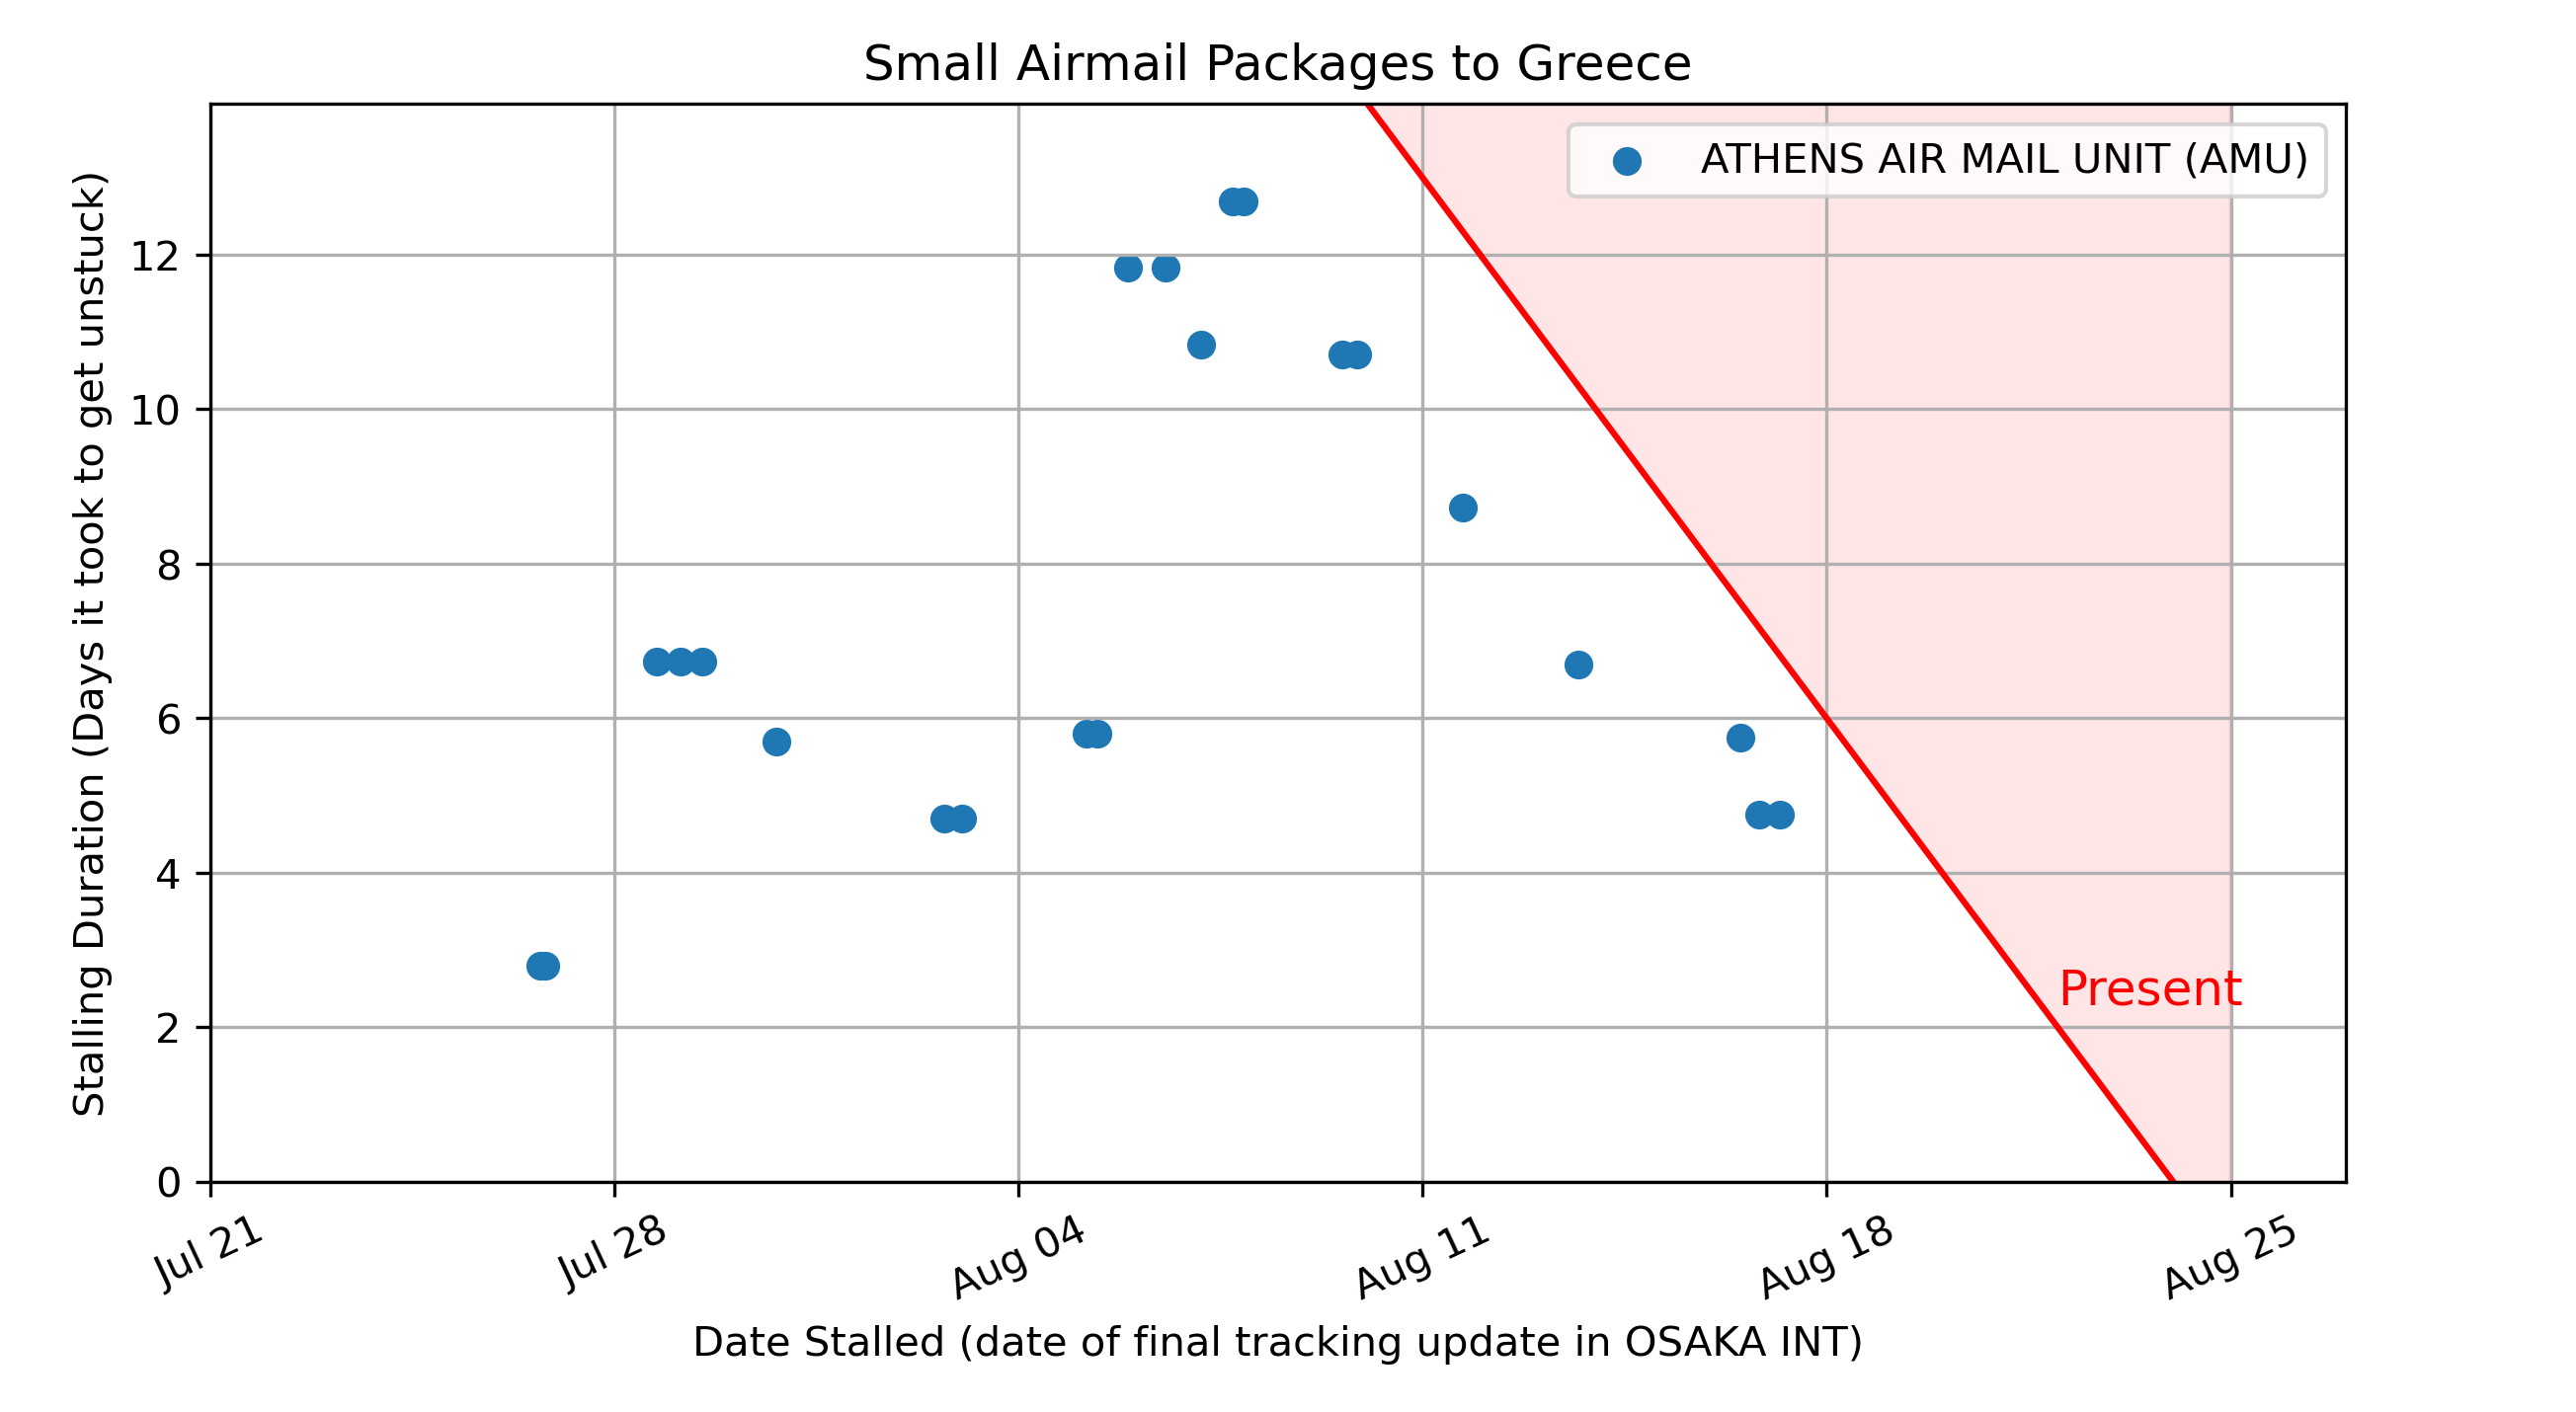 Small Airmail Packages to Greece
ATHENS AIR MAIL UNIT (AMU)
Stalling Duration (Days it took to get unstuck)
12
10
8
6
4
2
0
Present
Jul 21
Jul 28
Aug 04
Aug 11
Aug 18
Aug 25
Date Stalled (date of final tracking update in OSAKA INT)